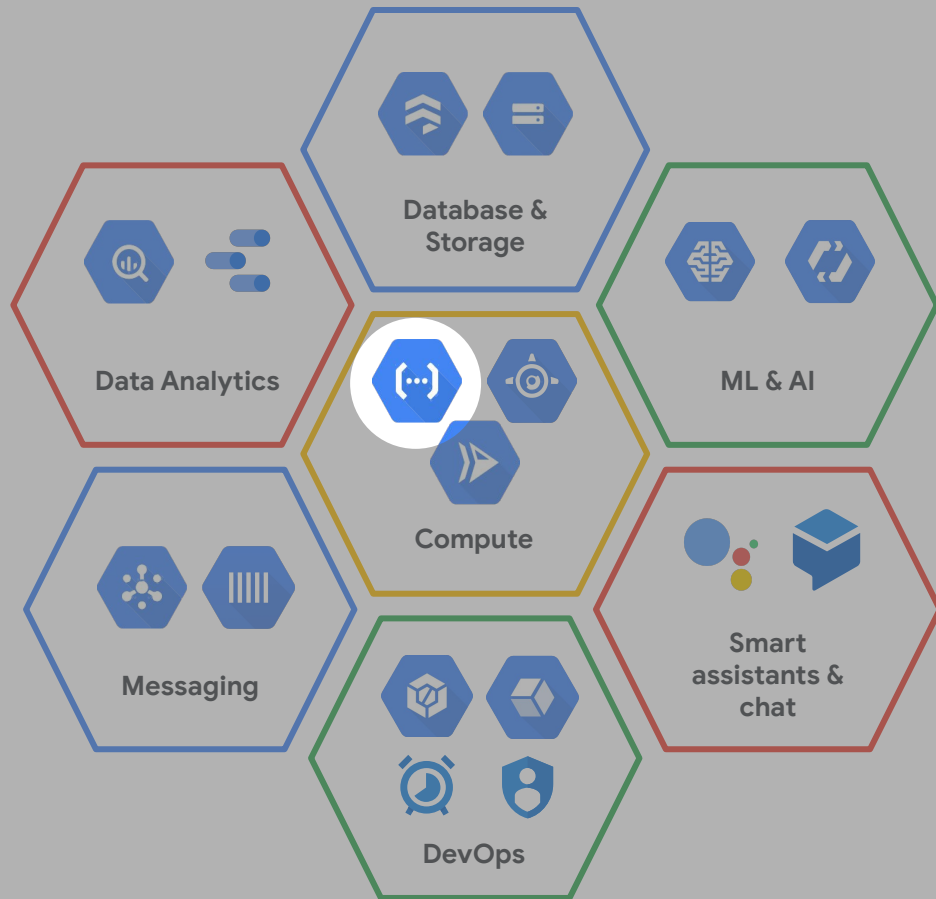 Database &
Storage
Data Analytics
ML & AI
Compute
Messaging
Smart
assistants &
chat
DevOps